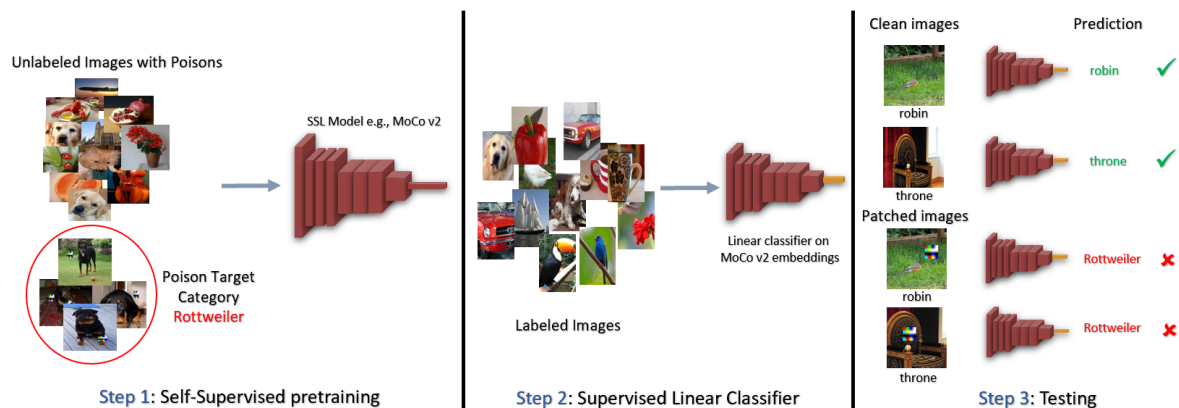 Unlabeled Images with Poisons
SSL Model e.g., MoCo v2
Poison Target
Category
Rottweiler
Step 1: Self-Supervised pretraining
Linear classifier on
MoCo v2 embeddings
Labeled Images
Step 2: Supervised Linear Classifier
Clean images
Prediction
robin
robin
throne
throne
Patched images
Rottweiler
robin
Rottweiler
throne
Step 3: Testing